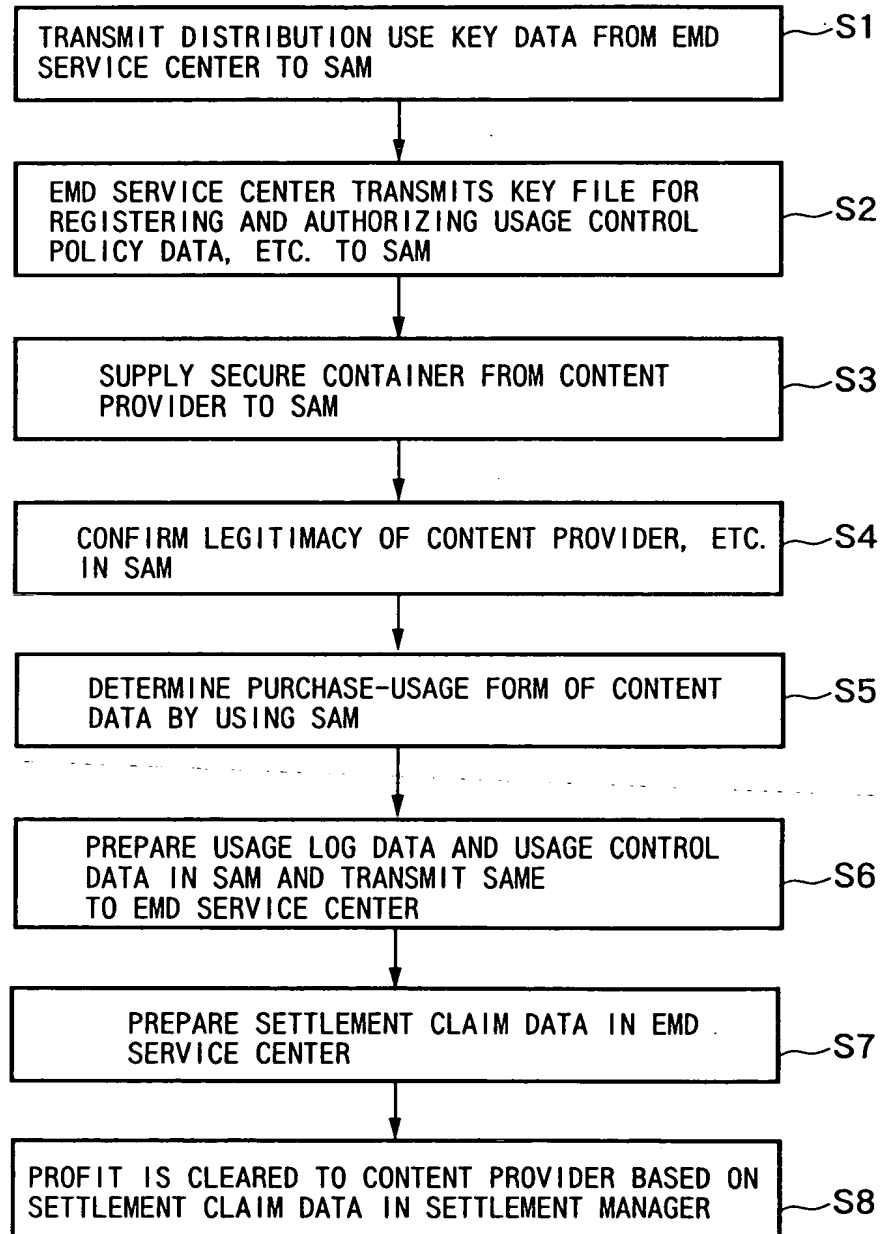 TRANSMIT DISTRIBUTION USE KEY DATA FROM EMD
SERVICE CENTER TO SAM
S1
EMD SERVICE CENTER TRANSMITS KEY FILE FOR
REGISTERING AND AUTHORIZING USAGE CONTROL
POLICY DATA, ETC. TO SAM
S2
SUPPLY SECURE CONTAINER FROM CONTENT
PROVIDER TO SAM
S3
CONFIRM LEGITIMACY OF CONTENT PROVIDER, ETC.
IN SAM
S4
DETERMINE PURCHASE-USAGE FORM OF CONTENT
DATA BY USING SAM
S5
PREPARE USAGE LOG DATA AND USAGE CONTROL
DATA IN SAM AND TRANSMIT SAME
TO EMD SERVICE CENTER
S6
PREPARE SETTLEMENT CLAIM DATA IN EMD
SERVICE CENTER
S7
PROFIT IS CLEARED TO CONTENT PROVIDER BASED ON
SETTLEMENT CLAIM DATA IN SETTLEMENT MANAGER
S8